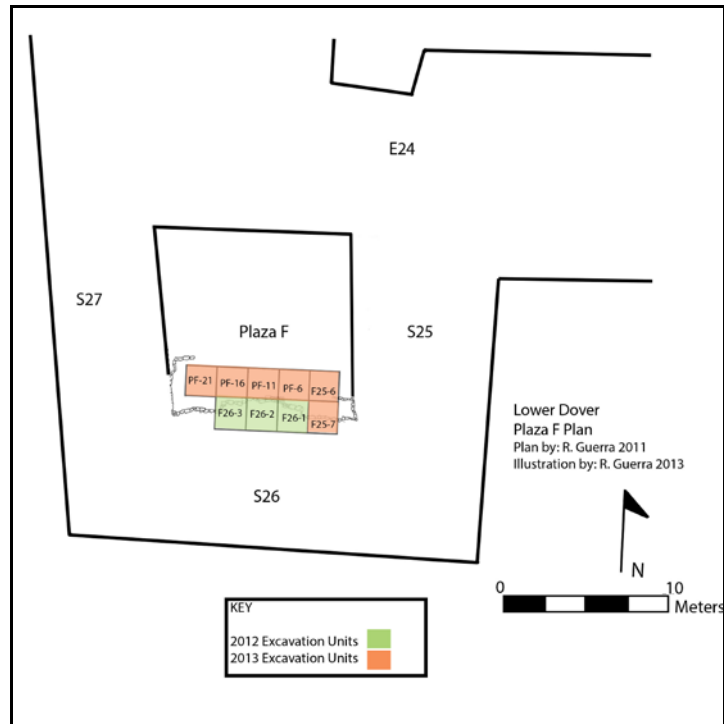 E24
S27
Plaza F
S25
PF-21
PF-16
PF-11
PF-6
F25-6
F26-3
F26-2
F26-1
F25-7
Lower Dover
Plaza F Plan
Plan by: R. Guerra 2011
Illustration by: R. Guerra 2013
S26
N
0
10
Meters
KEY
2012 Excavation Units
2013 Excavation Units